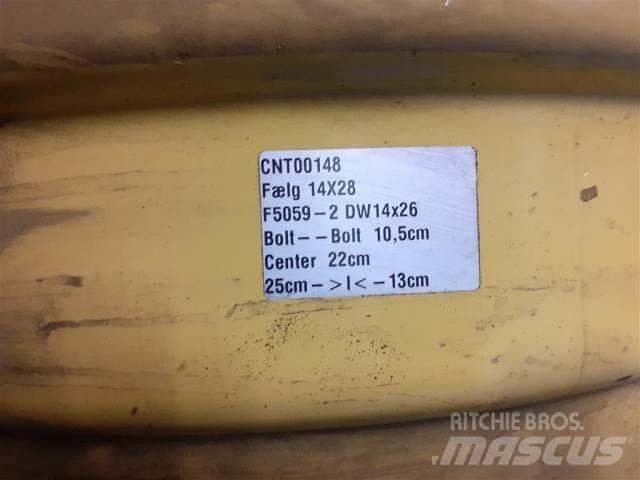 CNT00148
Fælg 14X28
F5059-2 DW14x26
Bolt--Bolt 10,5cm
Center 22cm
25cm->I<-13cm
RITCHIE BROS.
MASCUS